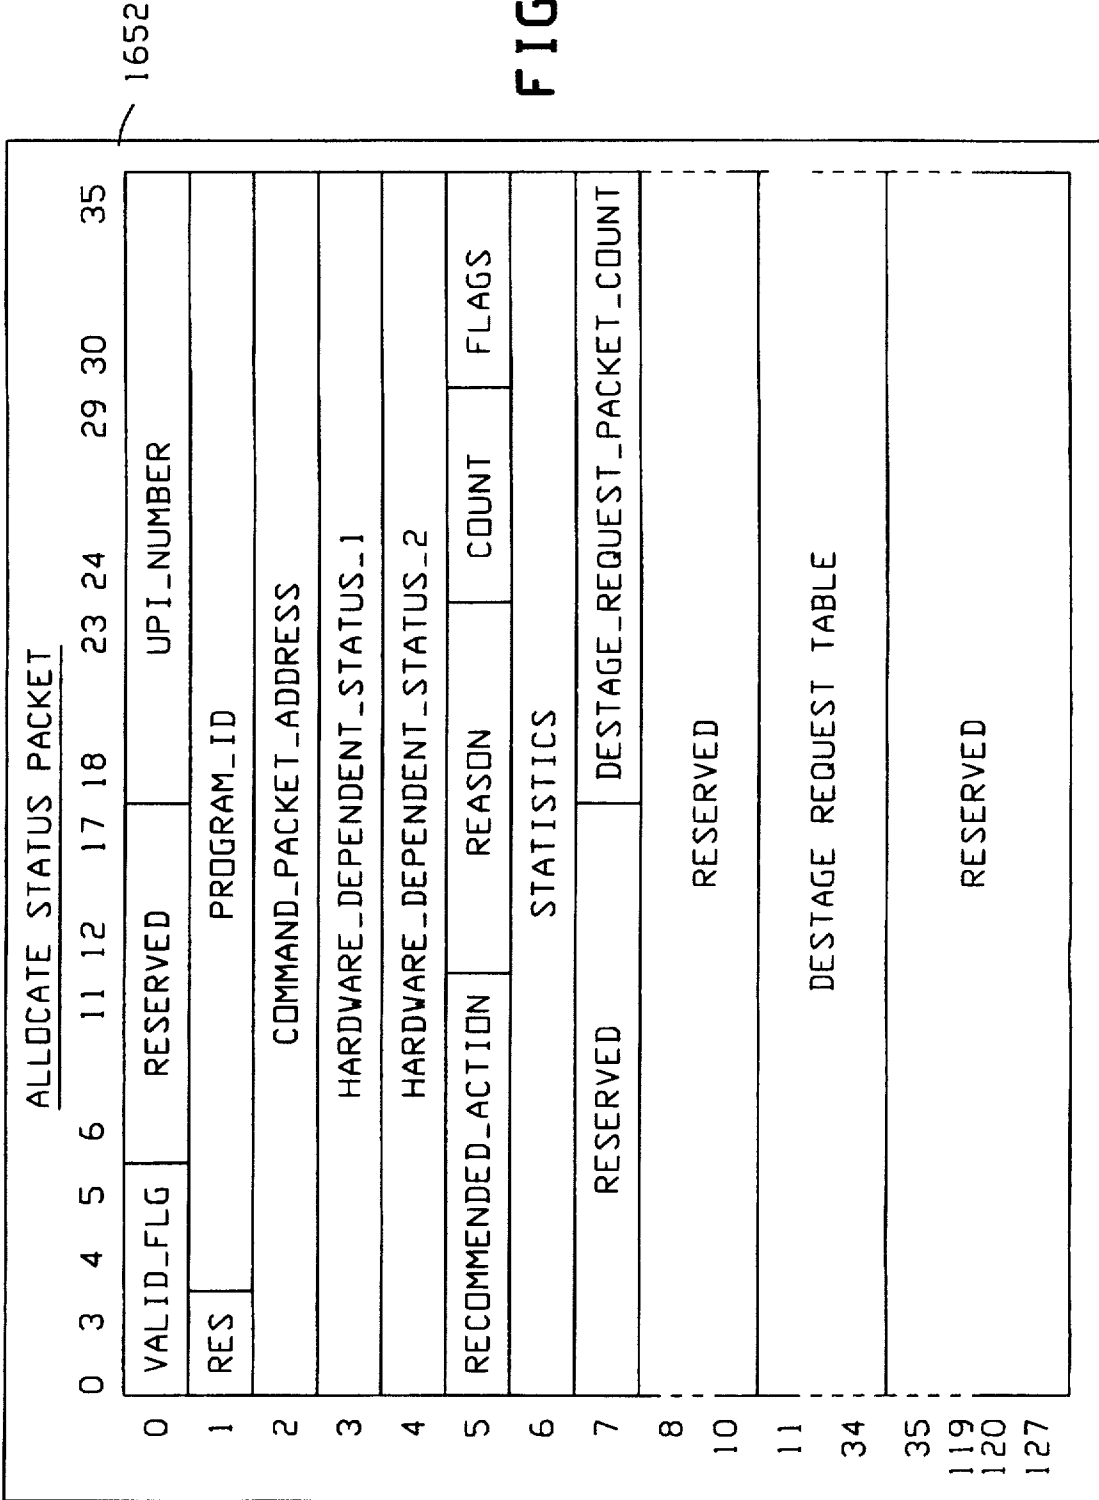 ALLOCATE STATUS PACKET
0 3 4 5 6 11 12 17 18 23 24 29 30 35
0 VALID_FLG RESERVED UPI_NUMBER
1 RES PROGRAM_ID
2 COMMAND_PACKET_ADDRESS
3 HARDWARE_DEPENDENT_STATUS_1
4 HARDWARE_DEPENDENT_STATUS_2
5 RECOMMENDED_ACTION REASON COUNT FLAGS
6 STATISTICS
7 RESERVED DESTAGE_REQUEST_PACKET_COUNT
8
RESERVED
10
11
DESTAGE REQUEST TABLE
34
35
119
RESERVED
120
127
1652
FIG